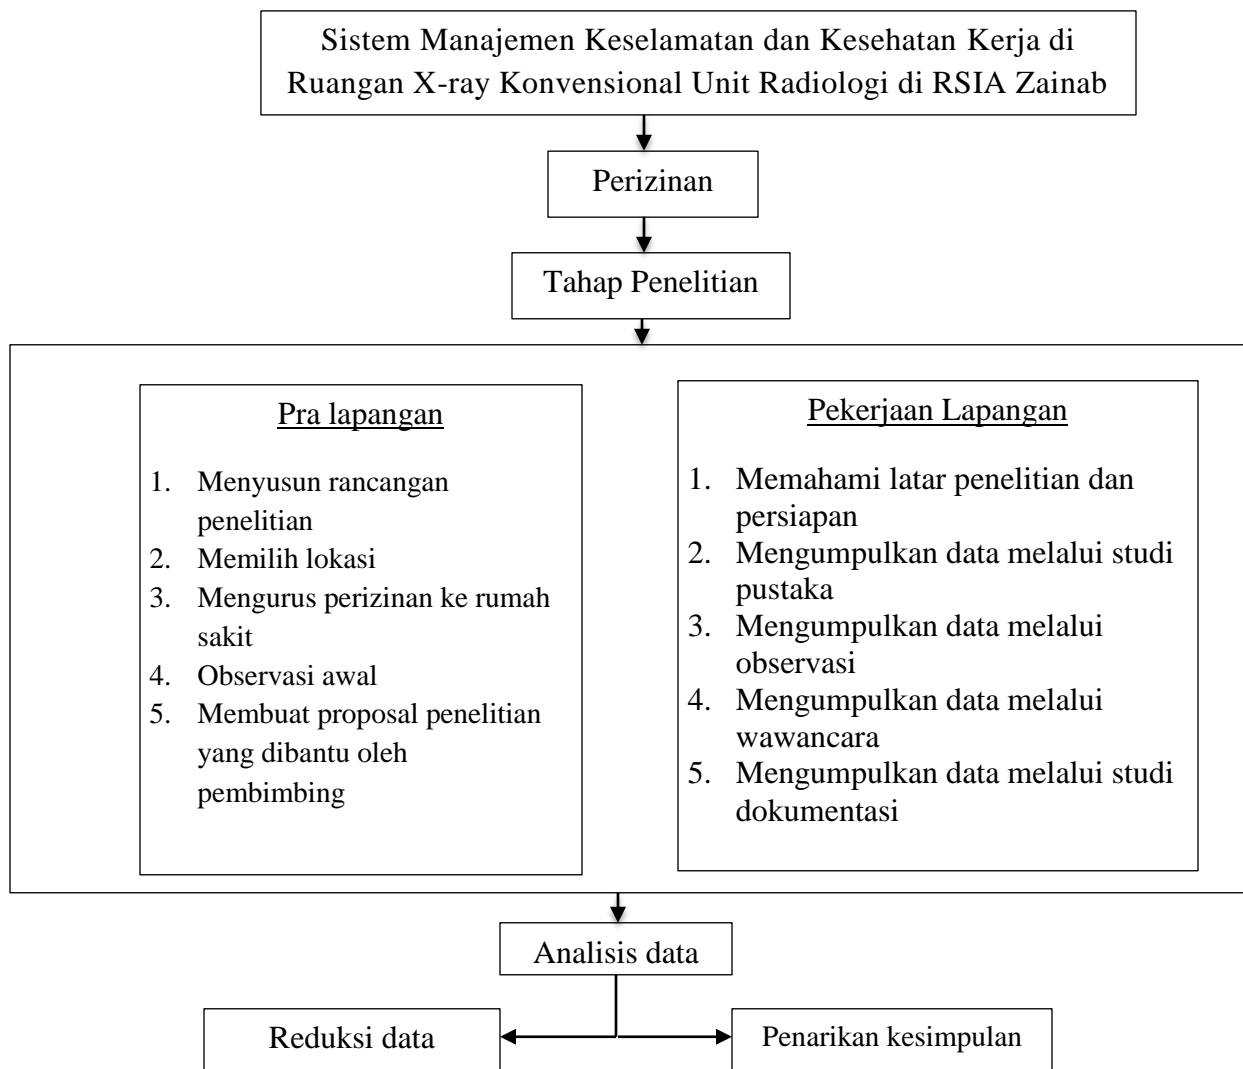 Sistem Manajemen Keselamatan dan Kesehatan Kerja di
Ruangan X-ray Konvensional Unit Radiologi di RSIA Zainab
Perizinan
Tahap Penelitian
Pra lapangan
1. Menyusun rancangan
penelitian
2. Memilih lokasi
3. Mengurus perizinan ke rumah
sakit
4. Observasi awal
5. Membuat proposal penelitian
yang dibantu oleh
pembimbing
Pekerjaan Lapangan
1. Memahami latar penelitian dan
persiapan
2. Mengumpulkan data melalui studi
pustaka
3. Mengumpulkan data melalui
observasi
4. Mengumpulkan data melalui
wawancara
5. Mengumpulkan data melalui studi
dokumentasi
Analisis data
Reduksi data
Penarikan kesimpulan